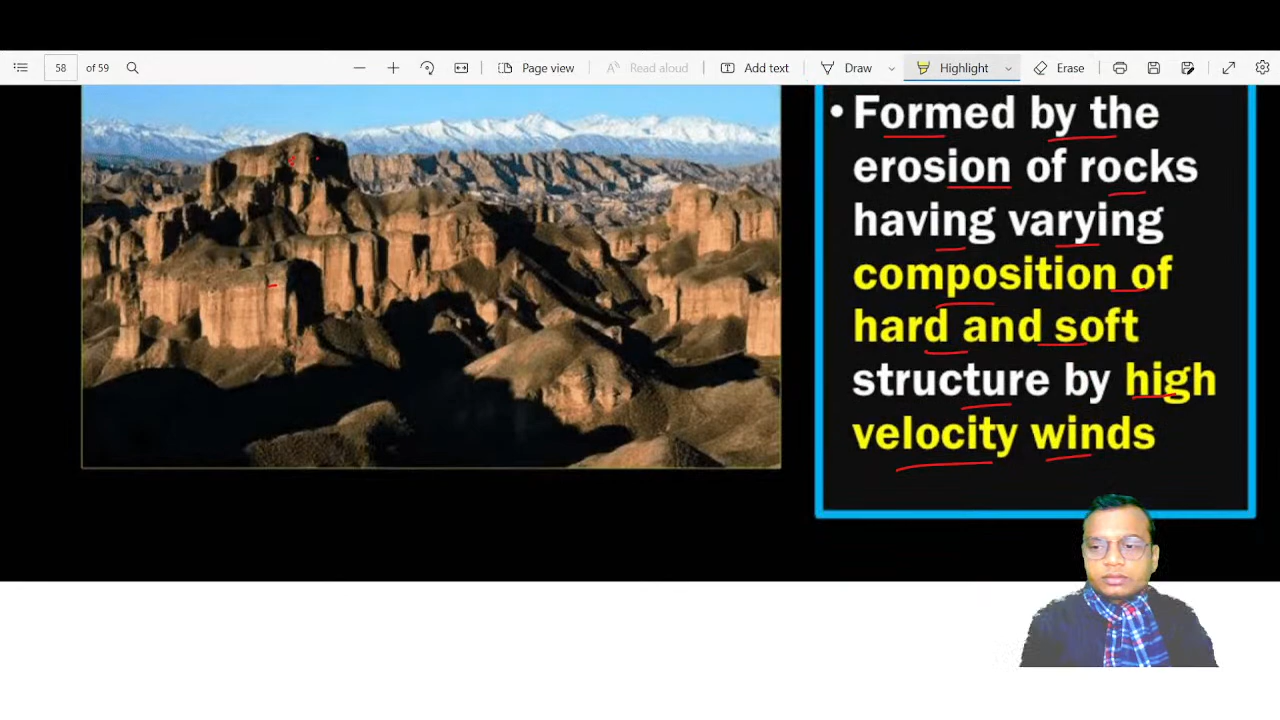 58 of 59 Page view Read aloud Add text Draw Highlight Erase
• Formed by the
erosion of rocks
having varying
composition of
hard and soft
structure by high
velocity winds